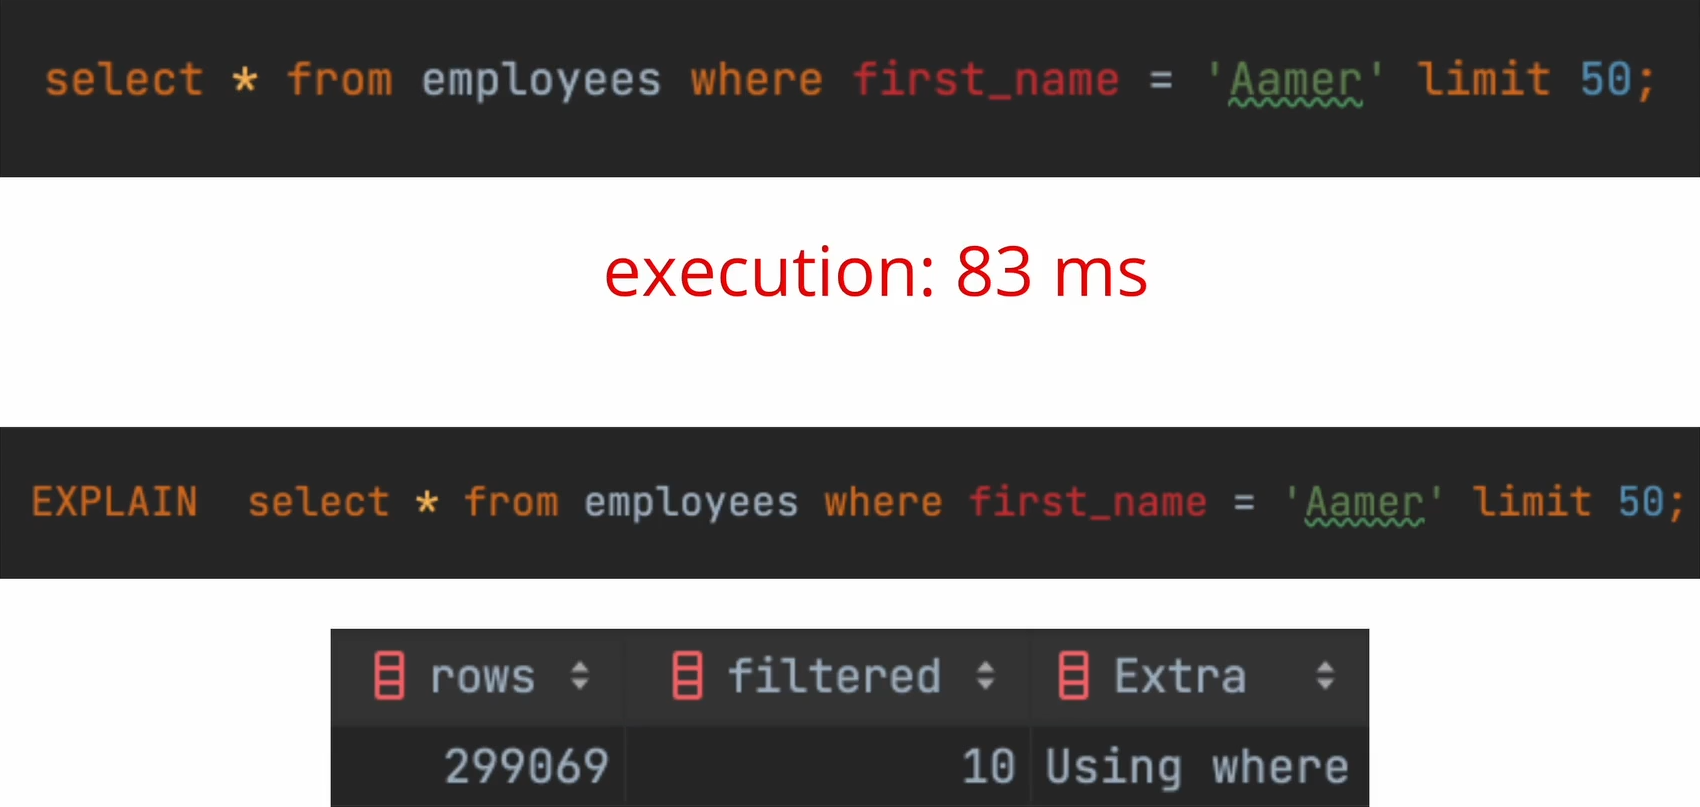 select * from employees where first_name = 'Aamer' limit 50;
execution: 83 ms
EXPLAIN  select * from employees where first_name = 'Aamer' limit 50;
rows filtered Extra
299069 10 Using where